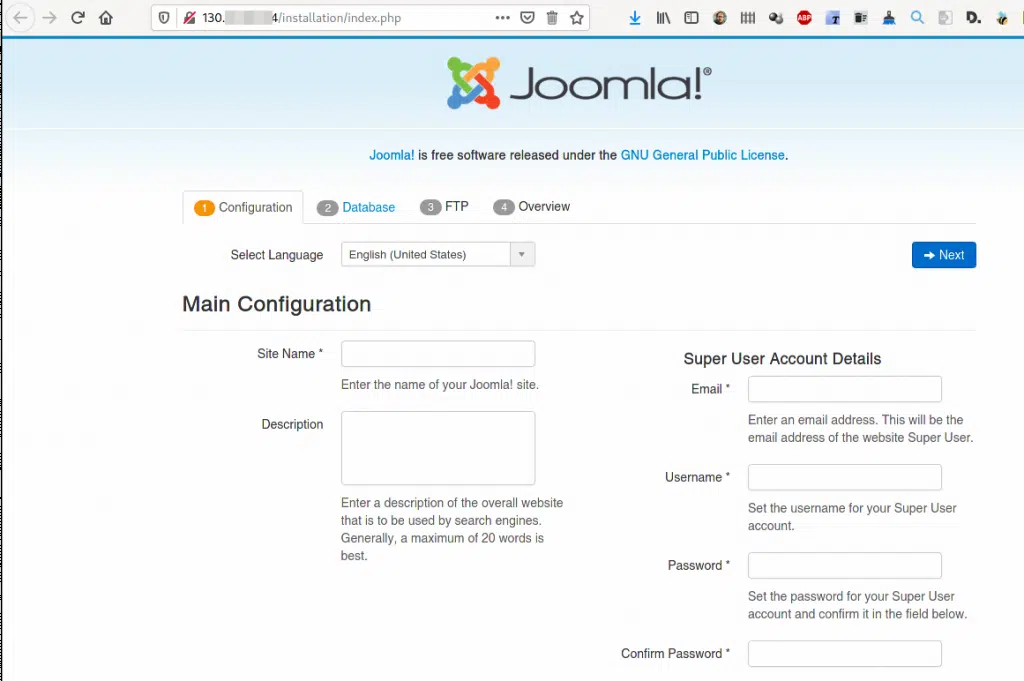 130. 4/installation/index.php
ABP
T
D.
Joomla!®
Joomla! is free software released under the GNU General Public License.
1 Configuration 2 Database 3 FTP 4 Overview
Select Language English (United States) Next
Main Configuration
Site Name *
Enter the name of your Joomla! site.
Description
Enter a description of the overall website
that is to be used by search engines.
Generally, a maximum of 20 words is
best.
Super User Account Details
Email *
Enter an email address. This will be the
email address of the website Super User.
Username *
Set the username for your Super User
account.
Password *
Set the password for your Super User
account and confirm it in the field below.
Confirm Password *